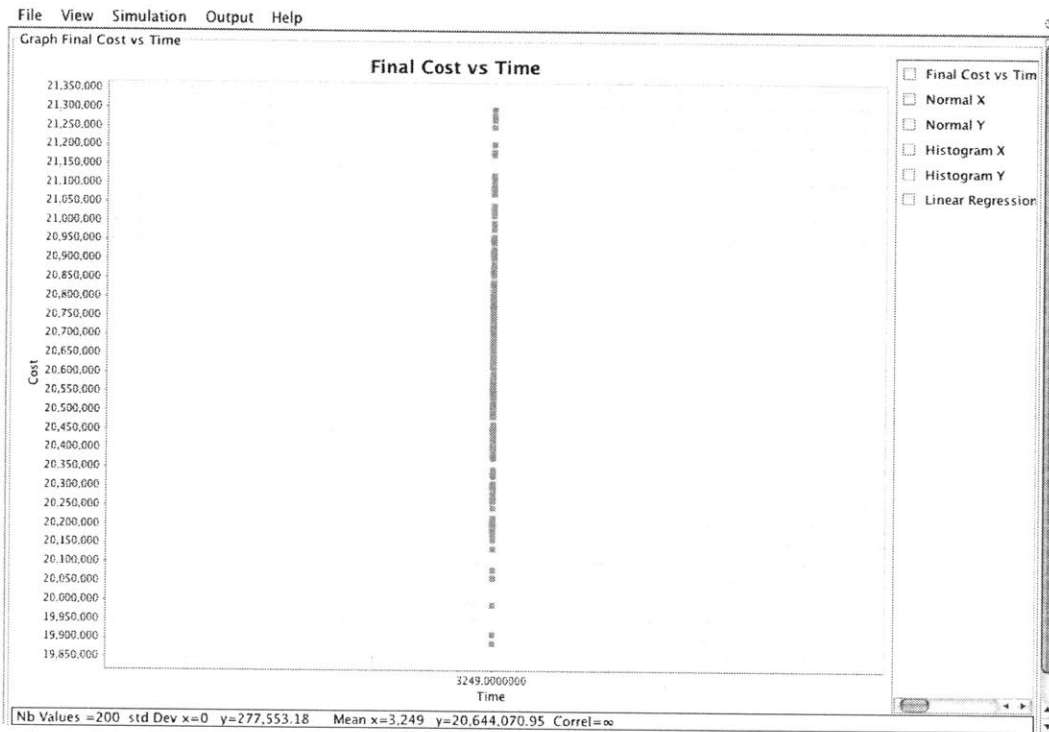 File View Simulation Output Help
Graph Final Cost vs Time
Final Cost vs Time
21,350,000
21,300,000
21,250,000
21,200,000
21,150,000
21,100,000
21,050,000
21,000,000
20,950,000
20,900,000
20,850,000
20,800,000
20,750,000
20,700,000
20,650,000
20,600,000
20,550,000
20,500,000
20,450,000
20,400,000
20,350,000
20,300,000
20,250,000
20,200,000
20,150,000
20,100,000
20,050,000
20,000,000
19,950,000
19,900,000
19,850,000
Cost
3249.0000000
Time
Final Cost vs Tim
Normal X
Normal Y
Histogram X
Histogram Y
Linear Regression
Nb Values =200 std Dev x=0 y=277,553.18 Mean x=3,249 y=20,644,070.95 Correl=∞